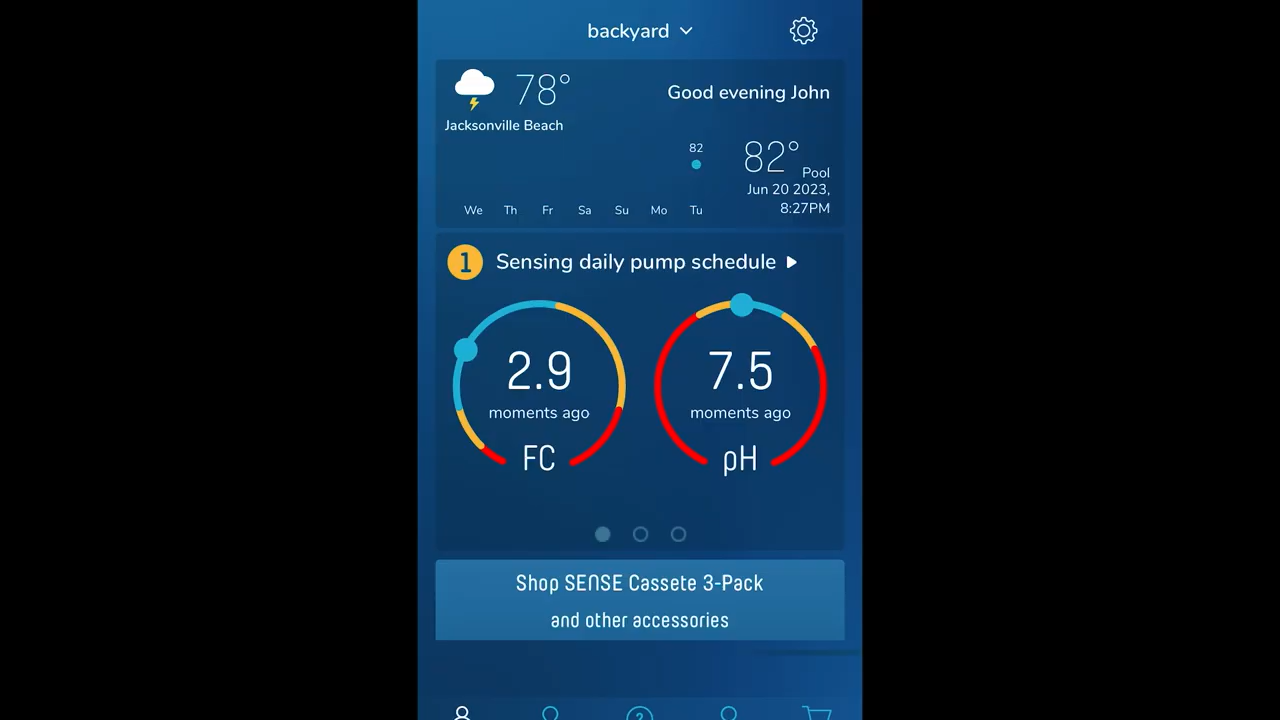 backyard
78°
Good evening John
Jacksonville Beach
82
82°
Pool
Jun 20 2023,
8:27PM
We Th Fr Sa Su Mo Tu
1 Sensing daily pump schedule
2.9 7.5
moments ago moments ago
FC pH
Shop SENSE Cassete 3-Pack
and other accessories
?